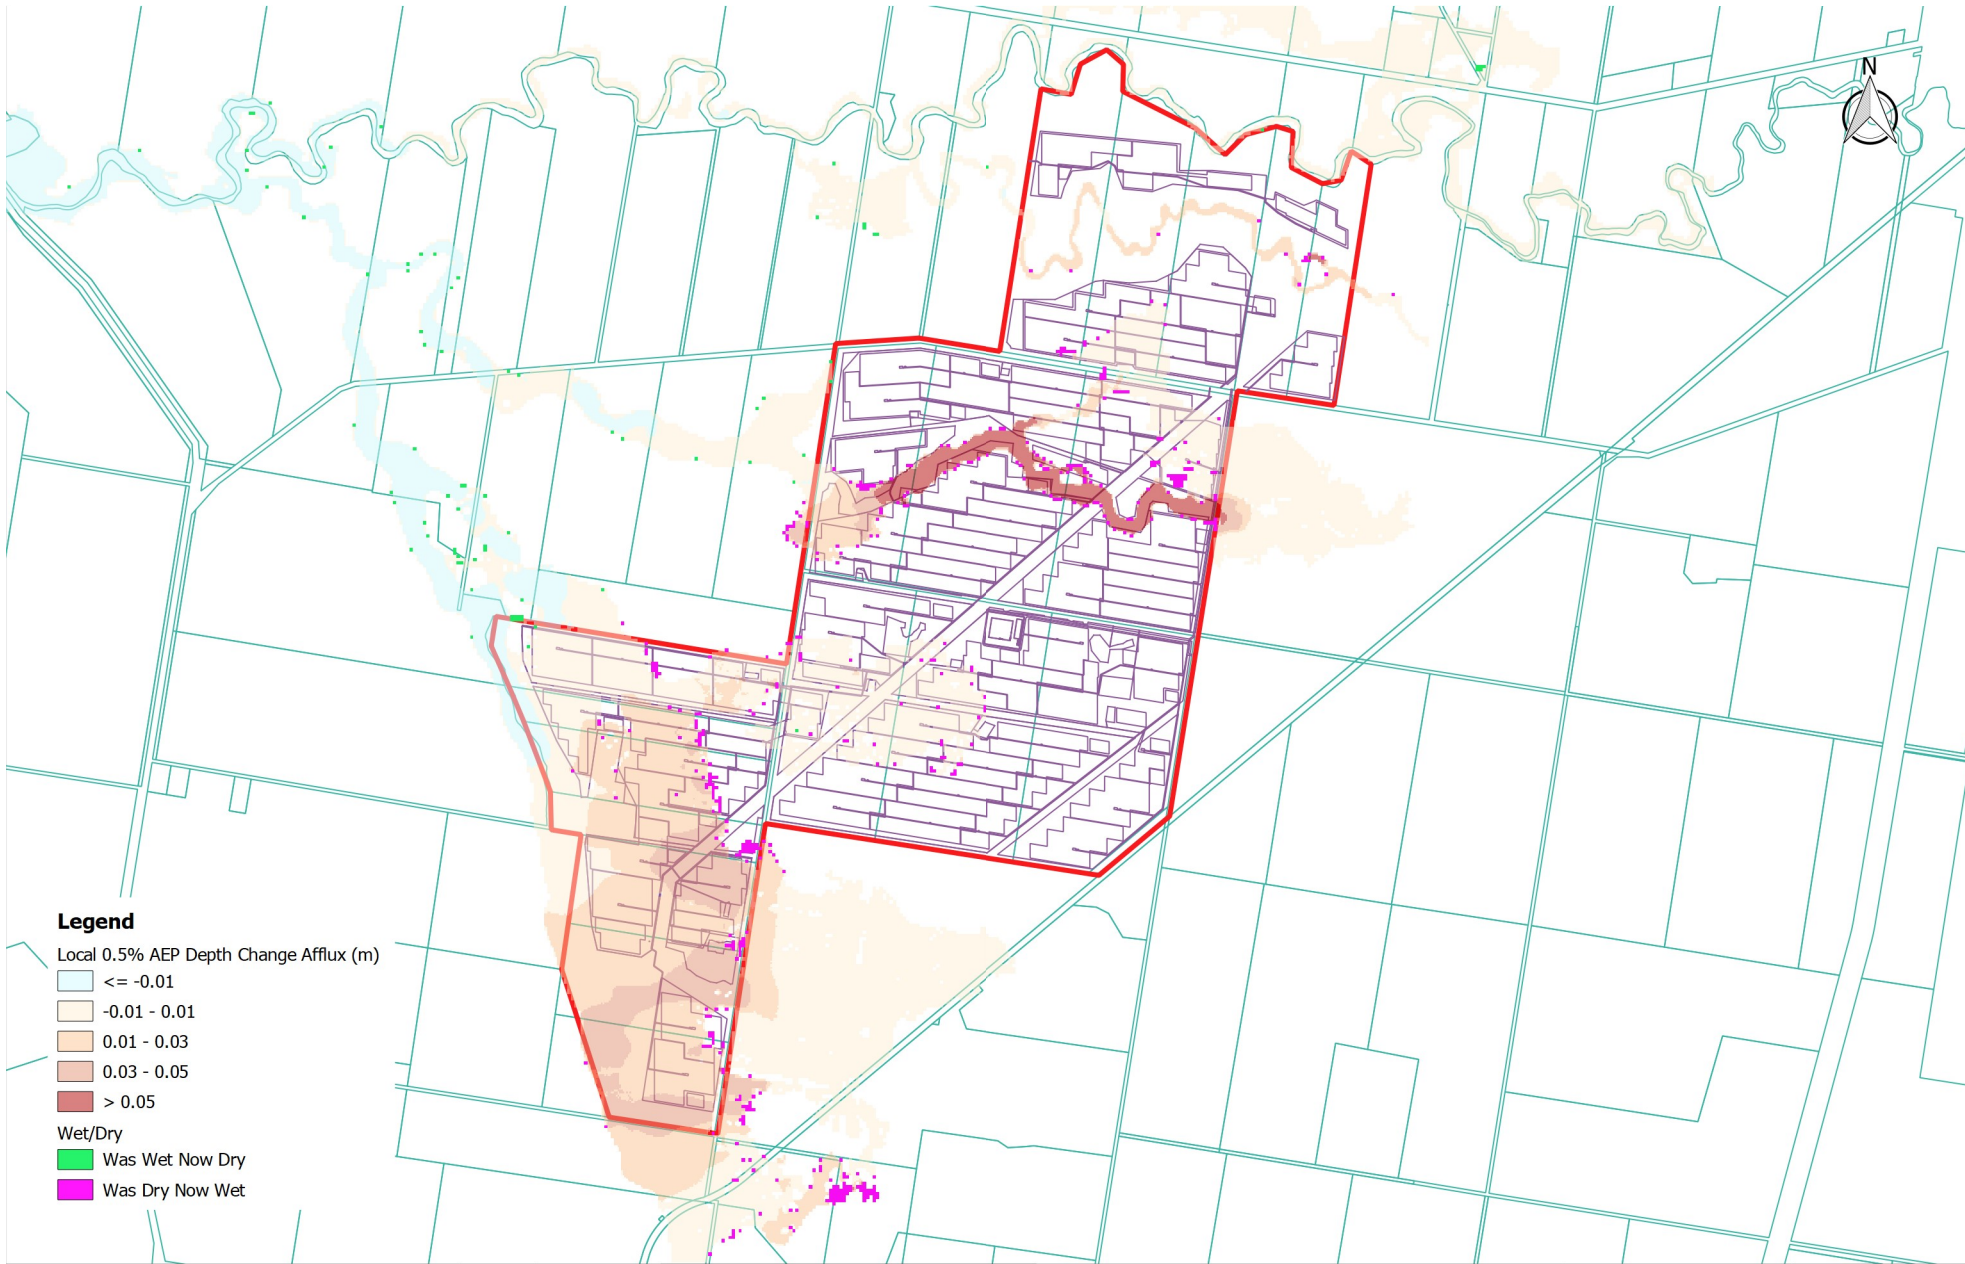 N
Legend
Local 0.5% AEP Depth Change Afflux (m)
<= -0.01
-0.01 - 0.01
0.01 - 0.03
0.03 - 0.05
> 0.05
Wet/Dry
Was Wet Now Dry
Was Dry Now Wet